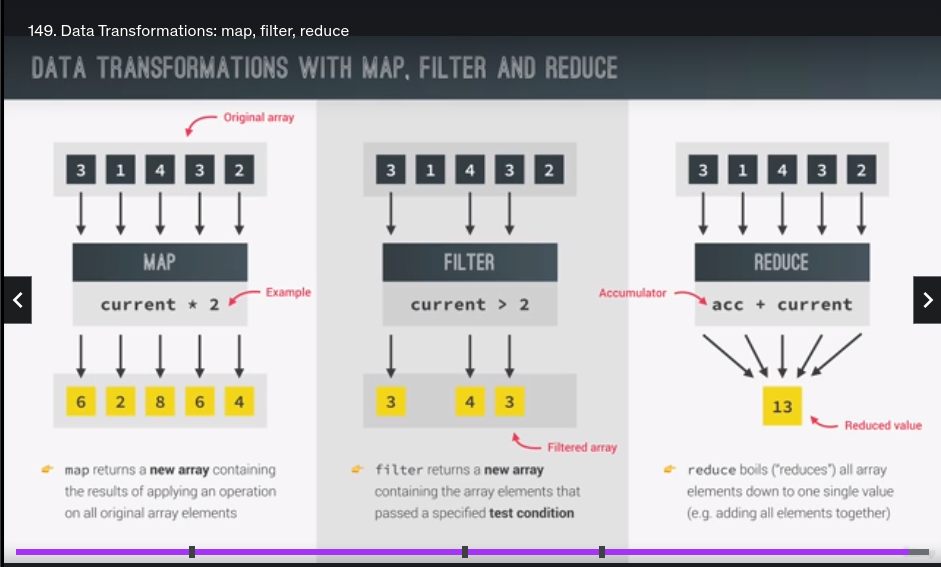 149. Data Transformations: map, filter, reduce
DATA TRANSFORMATIONS WITH MAP, FILTER AND REDUCE
Original array
3 1 4 3 2
MAP
current * 2
Example
6 2 8 6 4
map returns a new array containing
the results of applying an operation
on all original array elements
3 1 4 3 2
FILTER
current > 2
3 4 3
Filtered array
filter returns a new array
containing the array elements that
passed a specified test condition
3 1 4 3 2
REDUCE
Accumulator
acc + current
13
Reduced value
reduce boils ("reduces") all array
elements down to one single value
(e.g. adding all elements together)